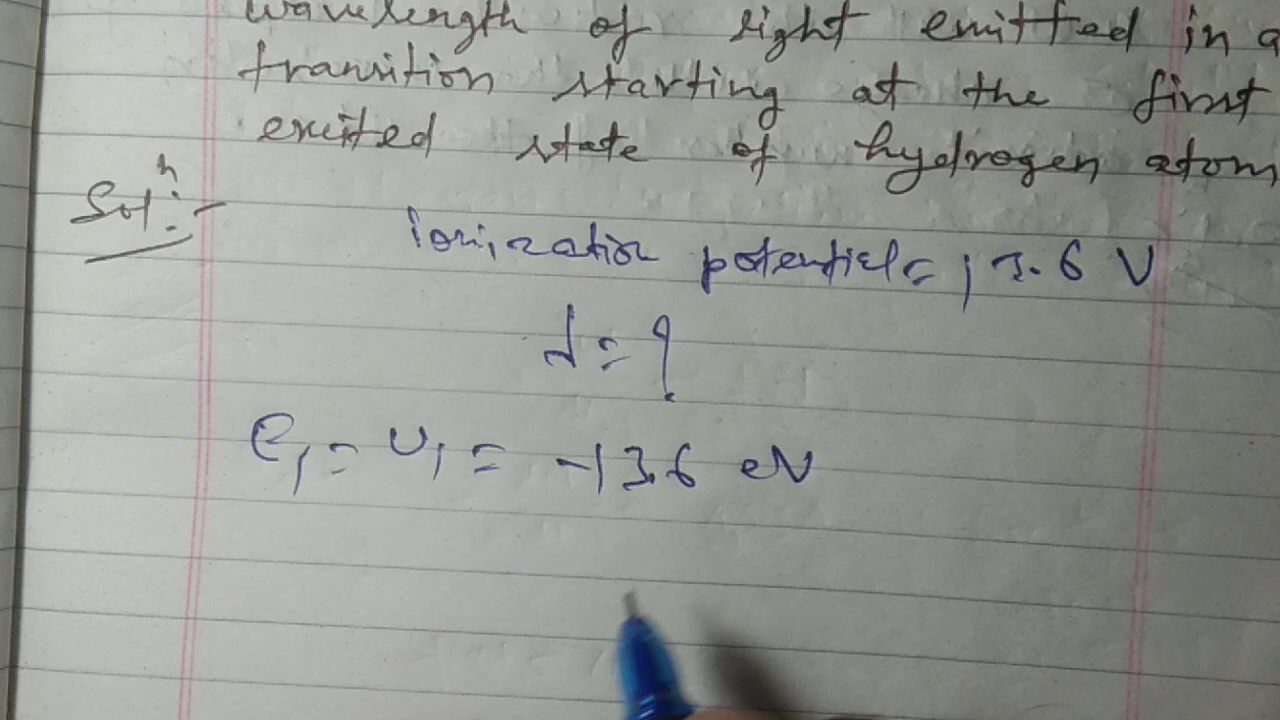 wavelength of light emitted in a
transition starting at the first
excited state of hydrogen atom
Solⁿ:-
ionization potential = 13.6 V
λ = ?
E₁ = U₁ = -13.6 eV